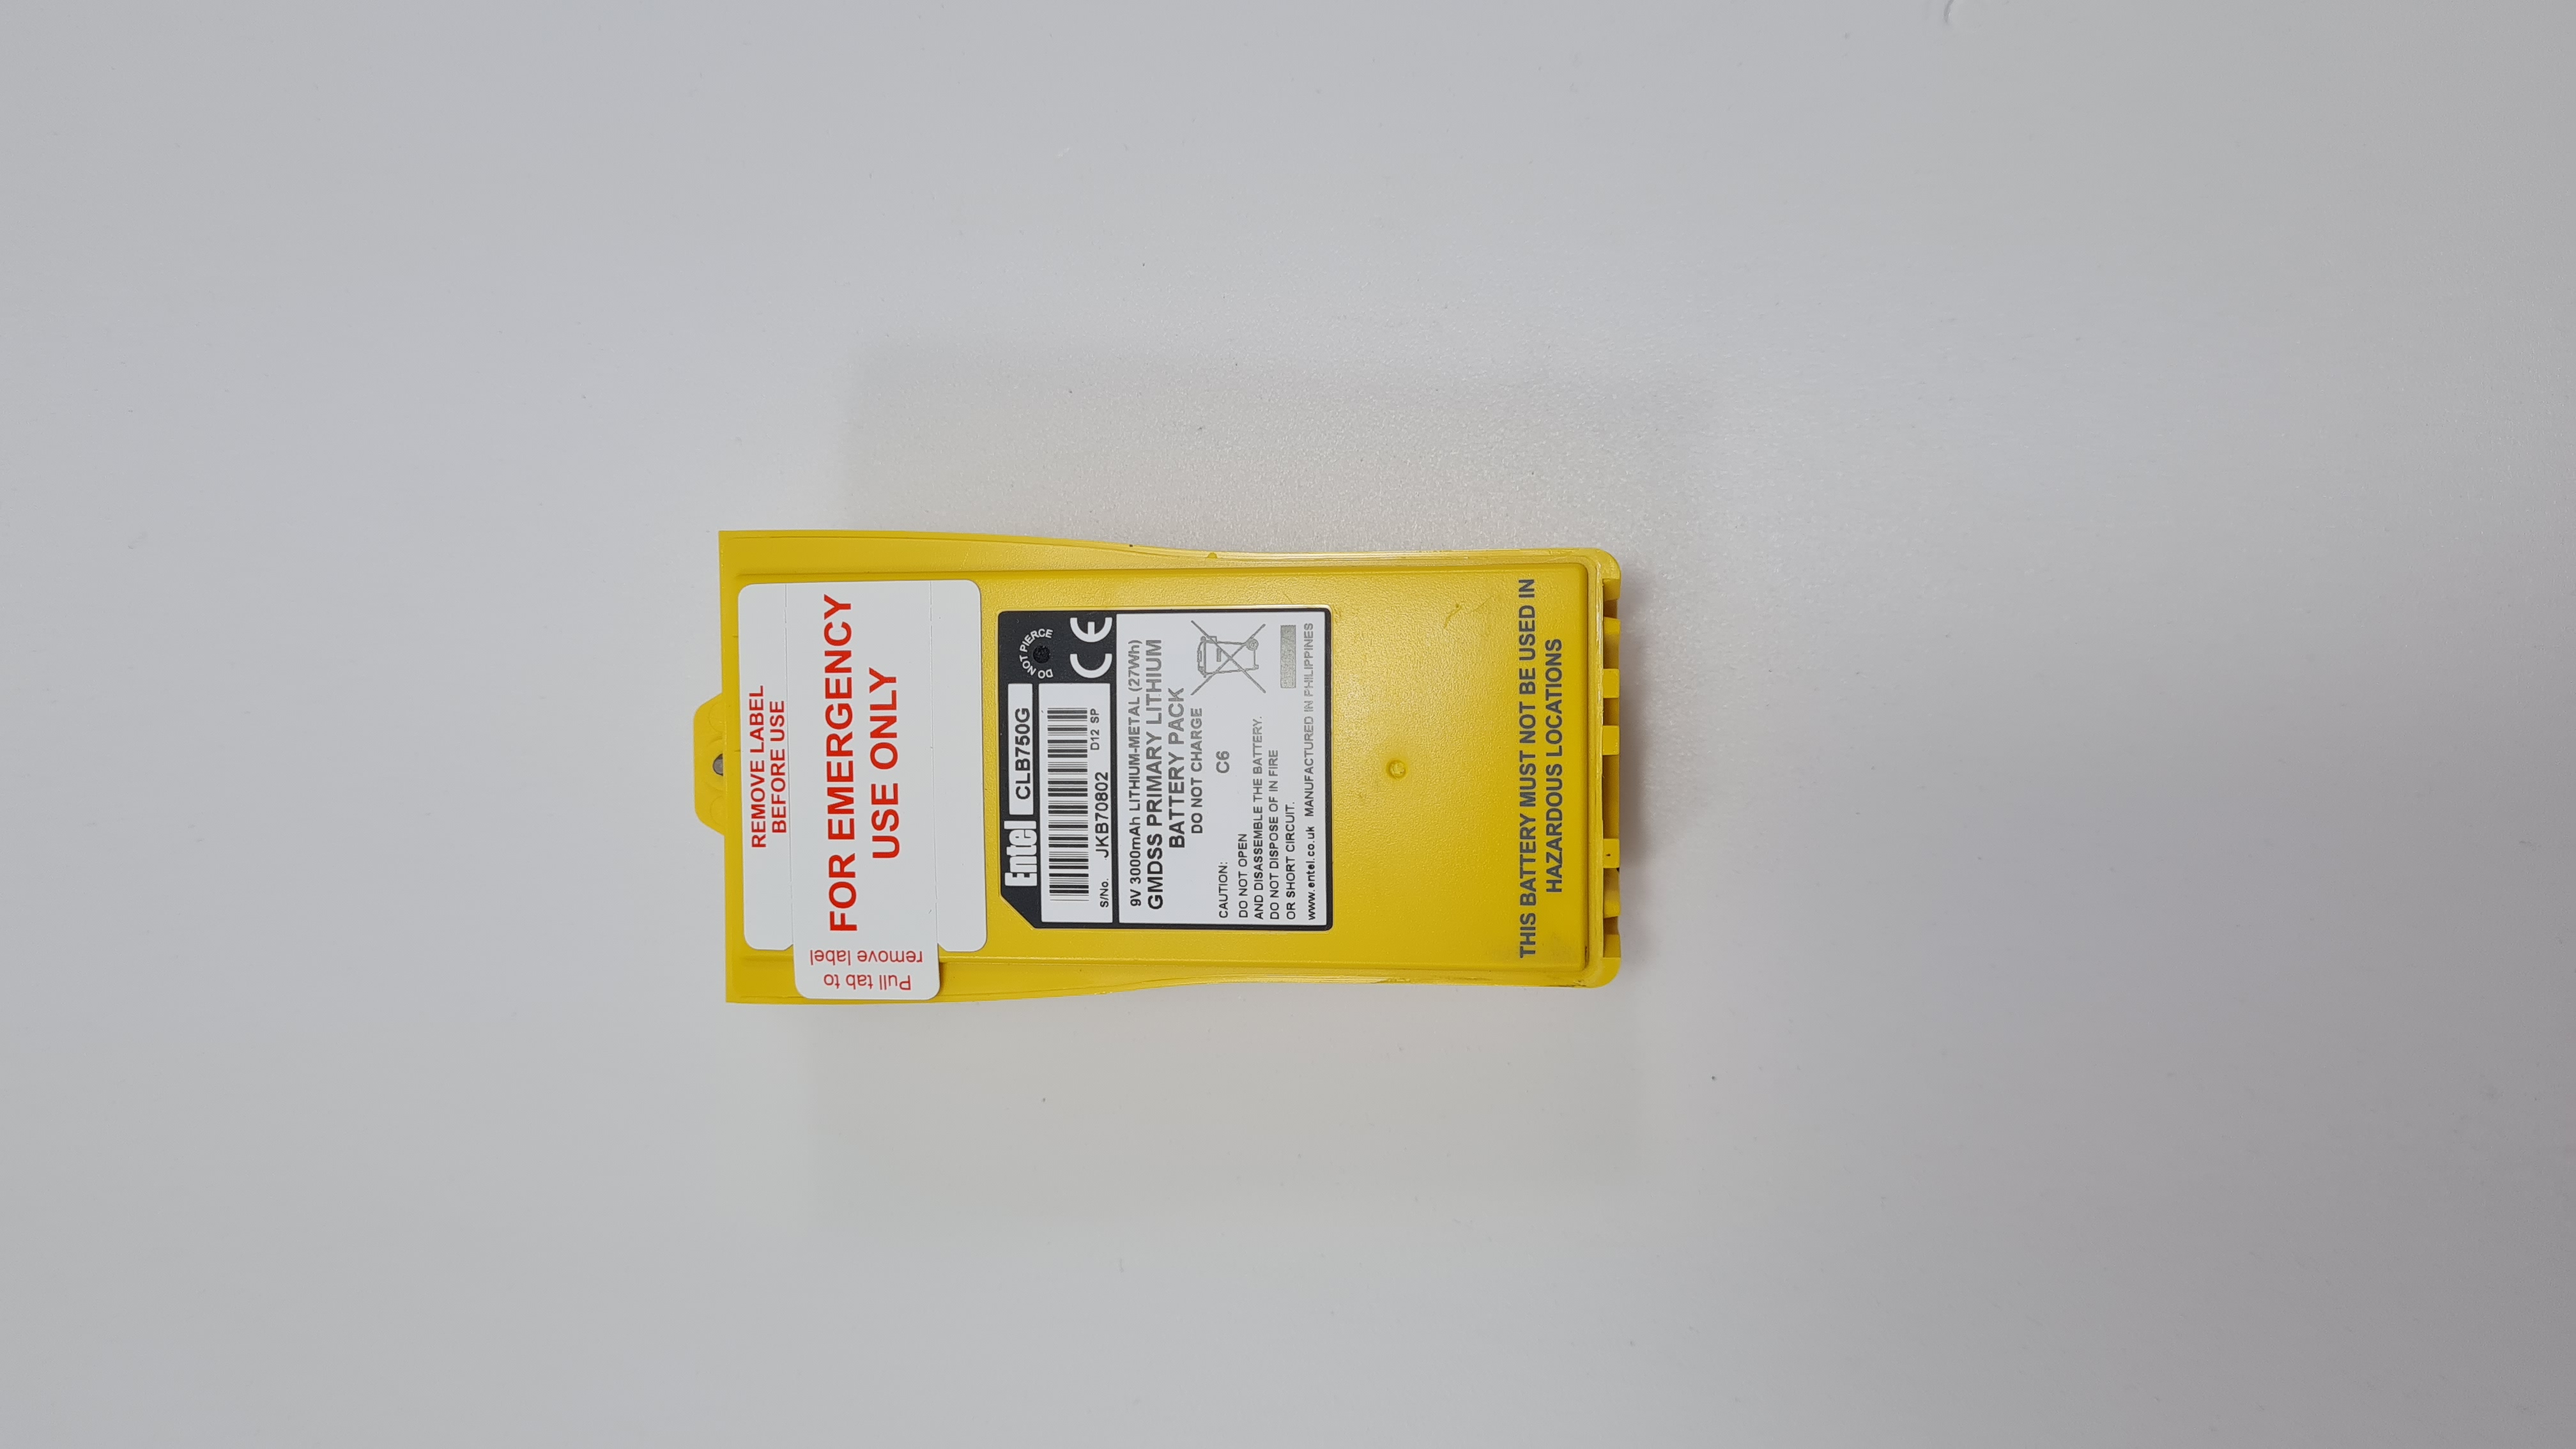 REMOVE LABEL
BEFORE USE
FOR EMERGENCY
USE ONLY
Pull tab to
remove label
Entel CLB750G
DO NOT PIERCE
S/No. JKB70802 D12 SP
CE
9V 3000mAh LITHIUM-METAL (27Wh)
GMDSS PRIMARY LITHIUM
BATTERY PACK
DO NOT CHARGE
C6
CAUTION:
DO NOT OPEN
AND DISASSEMBLE THE BATTERY.
DO NOT DISPOSE OF IN FIRE
OR SHORT CIRCUIT.
www.entel.co.uk MANUFACTURED IN PHILIPPINES
THIS BATTERY MUST NOT BE USED IN
HAZARDOUS LOCATIONS